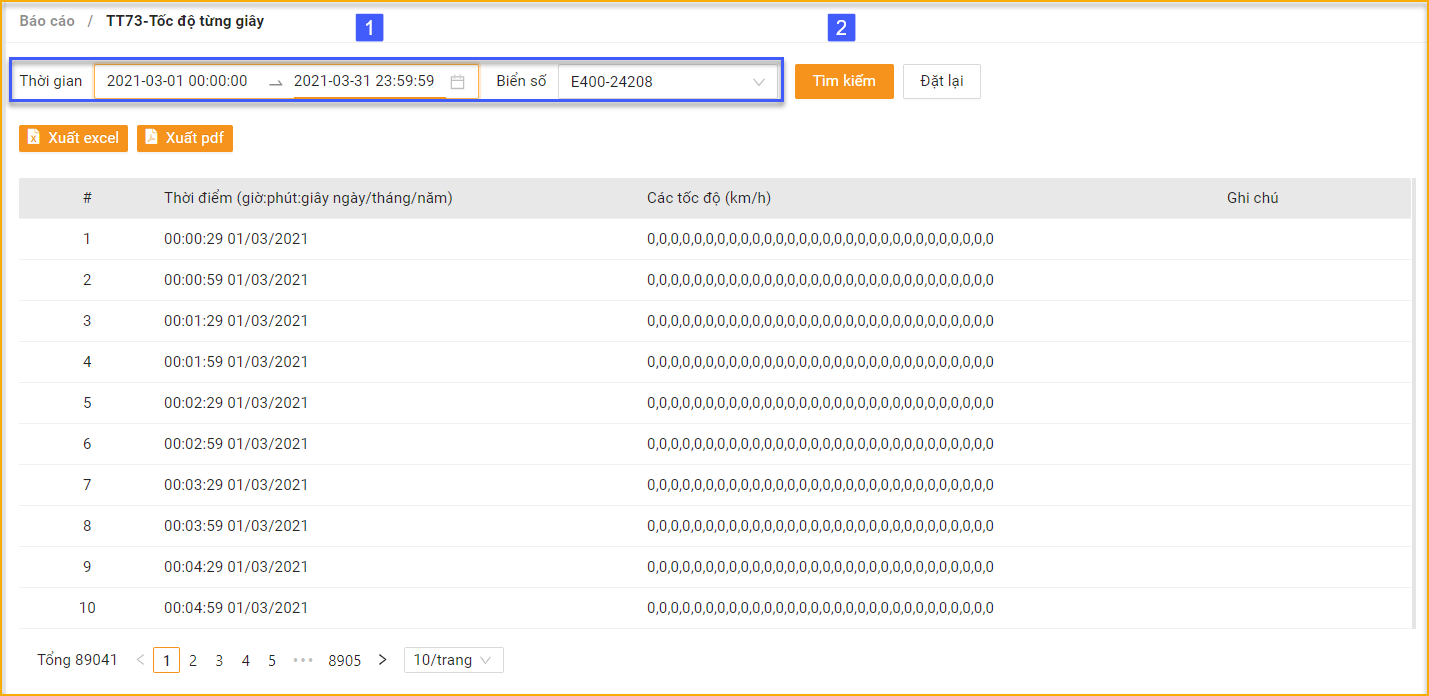 Báo cáo / TT73-Tốc độ từng giây
1 2
Thời gian 2021-03-01 00:00:00 → 2021-03-31 23:59:59 Biển số E400-24208 Tìm kiếm Đặt lại
Xuất excel Xuất pdf
# Thời điểm (giờ:phút:giây ngày/tháng/năm) Các tốc độ (km/h) Ghi chú
1 00:00:29 01/03/2021 0,0,0,0,0,0,0,0,0,0,0,0,0,0,0,0,0,0,0,0,0,0,0,0,0,0,0,0,0,0
2 00:00:59 01/03/2021 0,0,0,0,0,0,0,0,0,0,0,0,0,0,0,0,0,0,0,0,0,0,0,0,0,0,0,0,0,0
3 00:01:29 01/03/2021 0,0,0,0,0,0,0,0,0,0,0,0,0,0,0,0,0,0,0,0,0,0,0,0,0,0,0,0,0,0
4 00:01:59 01/03/2021 0,0,0,0,0,0,0,0,0,0,0,0,0,0,0,0,0,0,0,0,0,0,0,0,0,0,0,0,0,0
5 00:02:29 01/03/2021 0,0,0,0,0,0,0,0,0,0,0,0,0,0,0,0,0,0,0,0,0,0,0,0,0,0,0,0,0,0
6 00:02:59 01/03/2021 0,0,0,0,0,0,0,0,0,0,0,0,0,0,0,0,0,0,0,0,0,0,0,0,0,0,0,0,0,0
7 00:03:29 01/03/2021 0,0,0,0,0,0,0,0,0,0,0,0,0,0,0,0,0,0,0,0,0,0,0,0,0,0,0,0,0,0
8 00:03:59 01/03/2021 0,0,0,0,0,0,0,0,0,0,0,0,0,0,0,0,0,0,0,0,0,0,0,0,0,0,0,0,0,0
9 00:04:29 01/03/2021 0,0,0,0,0,0,0,0,0,0,0,0,0,0,0,0,0,0,0,0,0,0,0,0,0,0,0,0,0,0
10 00:04:59 01/03/2021 0,0,0,0,0,0,0,0,0,0,0,0,0,0,0,0,0,0,0,0,0,0,0,0,0,0,0,0,0,0
Tổng 89041 < 1 2 3 4 5 ••• 8905 > 10/trang